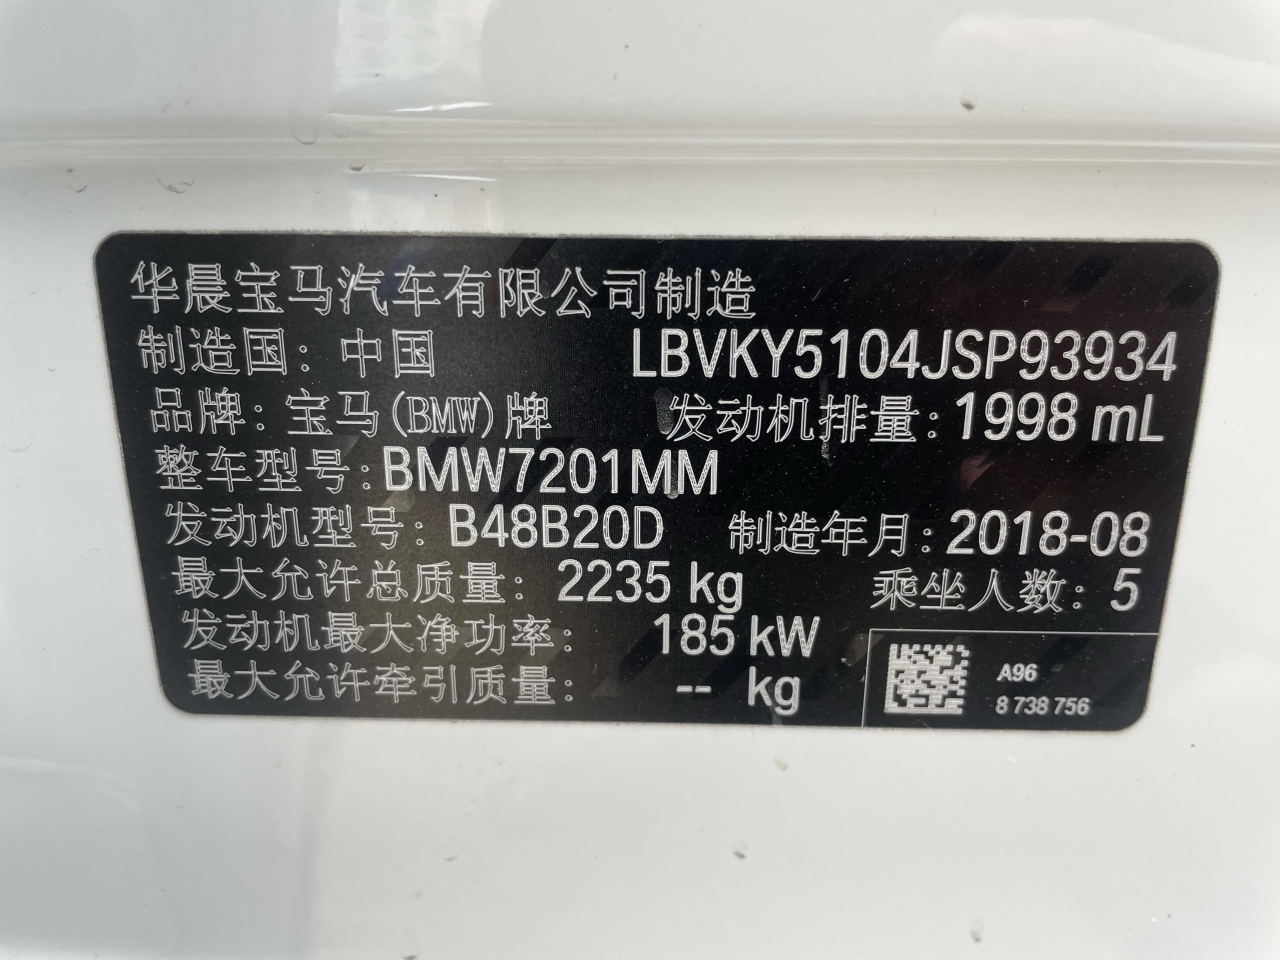 华晨宝马汽车有限公司制造
制造国: 中国 LBVKY5104JSP93934
品牌: 宝马(BMW)牌 发动机排量: 1998 mL
整车型号: BMW7201MM
发动机型号: B48B20D 制造年月: 2018-08
最大允许总质量: 2235 kg 乘坐人数: 5
发动机最大净功率: 185 kW
最大允许牵引质量: -- kg
A96
8 738 756